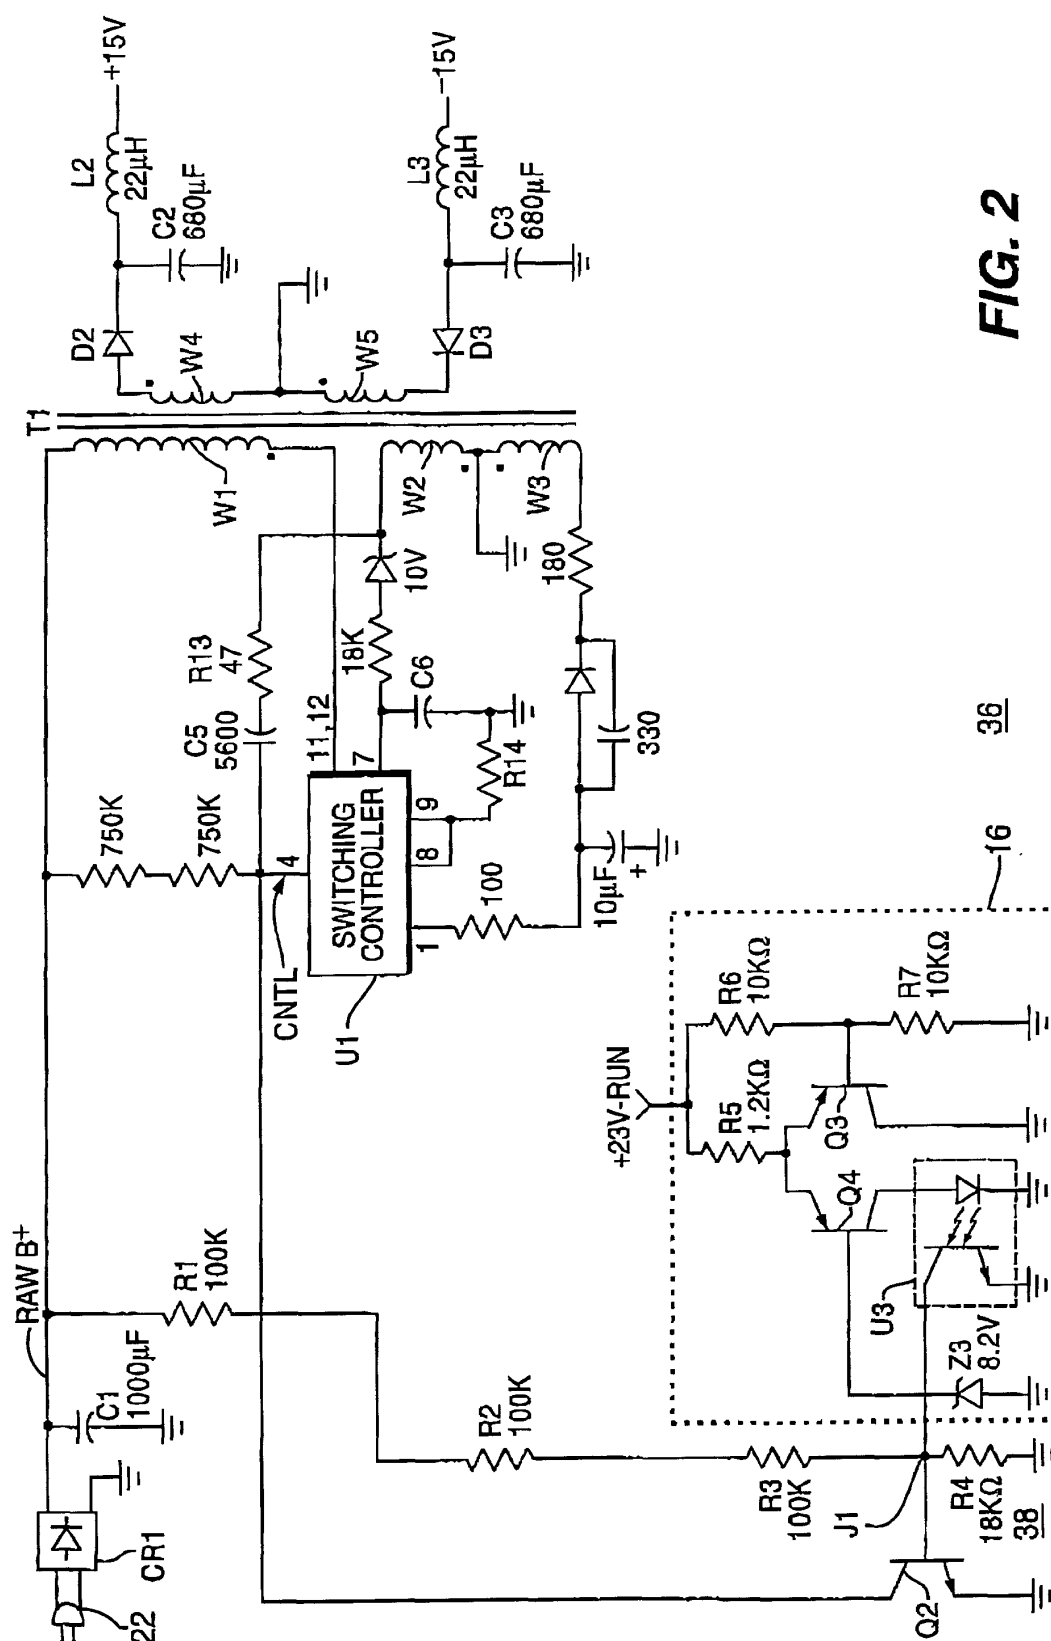 22
CR1
C1
1000µF
RAW B+
R1
100K
R2
100K
R3
100K
J1
R4
18KΩ
38
Q2
750K
750K
CNTL
4
SWITCHING
CONTROLLER
U1
1
8
9
7
11,12
C5
5600
R13
47
18K
10V
C6
R14
100
10µF
+
330
180
W1
W2
W3
T1
W4
W5
D2
D3
C2
680µF
C3
680µF
L2
22µH
L3
22µH
+15V
-15V
+23V-RUN
R5
1.2KΩ
R6
10KΩ
R7
10KΩ
Q3
Q4
U3
Z3
8.2V
16
36
FIG. 2